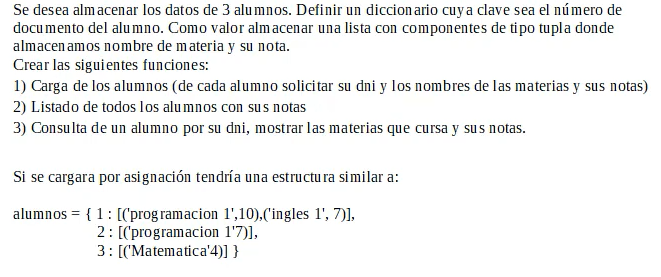 Se desea almacenar los datos de 3 alumnos. Definir un diccionario cuya clave sea el número de
documento del alumno. Como valor almacenar una lista con componentes de tipo tupla donde
almacenamos nombre de materia y su nota.
Crear las siguientes funciones:
1) Carga de los alumnos (de cada alumno solicitar su dni y los nombres de las materias y sus notas)
2) Listado de todos los alumnos con sus notas
3) Consulta de un alumno por su dni, mostrar las materias que cursa y sus notas.
Si se cargara por asignación tendría una estructura similar a:
alumnos = { 1 : [('programacion 1',10),('ingles 1', 7)],
2 : [('programacion 1'7)],
3 : [('Matematica'4)] }